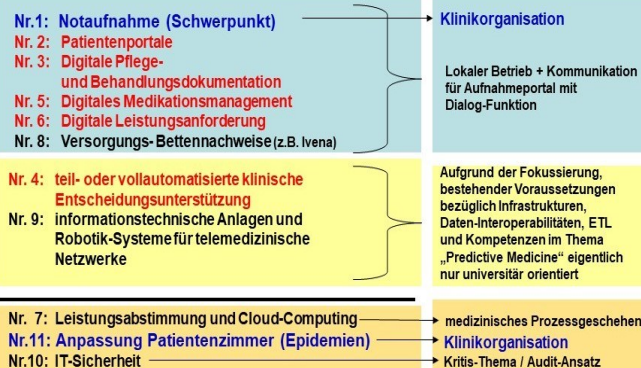 Nr.1: Notaufnahme (Schwerpunkt)
Nr. 2: Patientenportale
Nr. 3: Digitale Pflege-
und Behandlungsdokumentation
Nr. 5: Digitales Medikationsmanagement
Nr. 6: Digitale Leistungsanforderung
Nr. 8: Versorgungs- Bettennachweise (z.B. Ivena)
Klinikorganisation
Lokaler Betrieb + Kommunikation
für Aufnahmeportal mit
Dialog-Funktion
Nr. 4: teil- oder vollautomatisierte klinische
Entscheidungsunterstützung
Nr. 9: informationstechnische Anlagen und
Robotik-Systeme für telemedizinische
Netzwerke
Aufgrund der Fokussierung,
bestehender Voraussetzungen
bezüglich Infrastrukturen,
Daten-Interoperabilitäten, ETL
und Kompetenzen im Thema
„Predictive Medicine“ eigentlich
nur universitär orientiert
Nr. 7: Leistungsabstimmung und Cloud-Computing
medizinisches Prozessgeschehen
Nr.11: Anpassung Patientenzimmer (Epidemien)
Klinikorganisation
Nr.10: IT-Sicherheit
Kritis-Thema / Audit-Ansatz